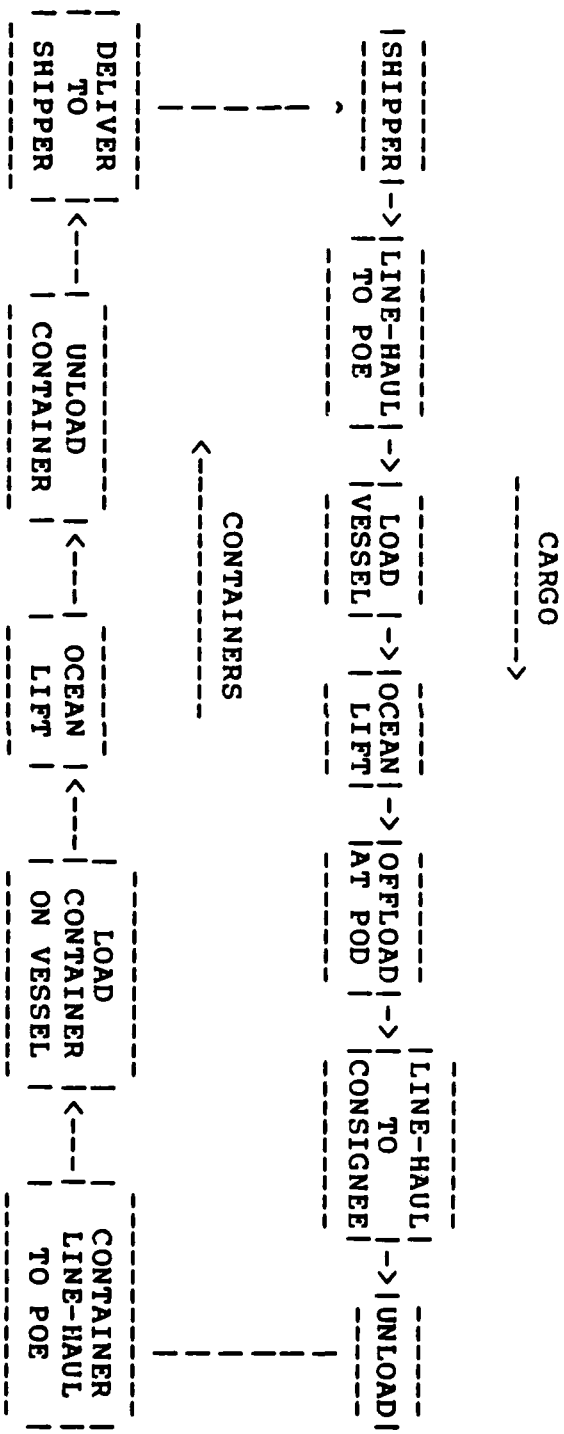 CARGO
SHIPPER
LINE-HAUL
TO POE
LOAD
VESSEL
OCEAN
LIFT
OFFLOAD
AT POD
LINE-HAUL
TO
CONSIGNEE
UNLOAD
CONTAINERS
DELIVER
TO
SHIPPER
UNLOAD
CONTAINER
OCEAN
LIFT
LOAD
CONTAINER
ON VESSEL
CONTAINER
LINE-HAUL
TO POE